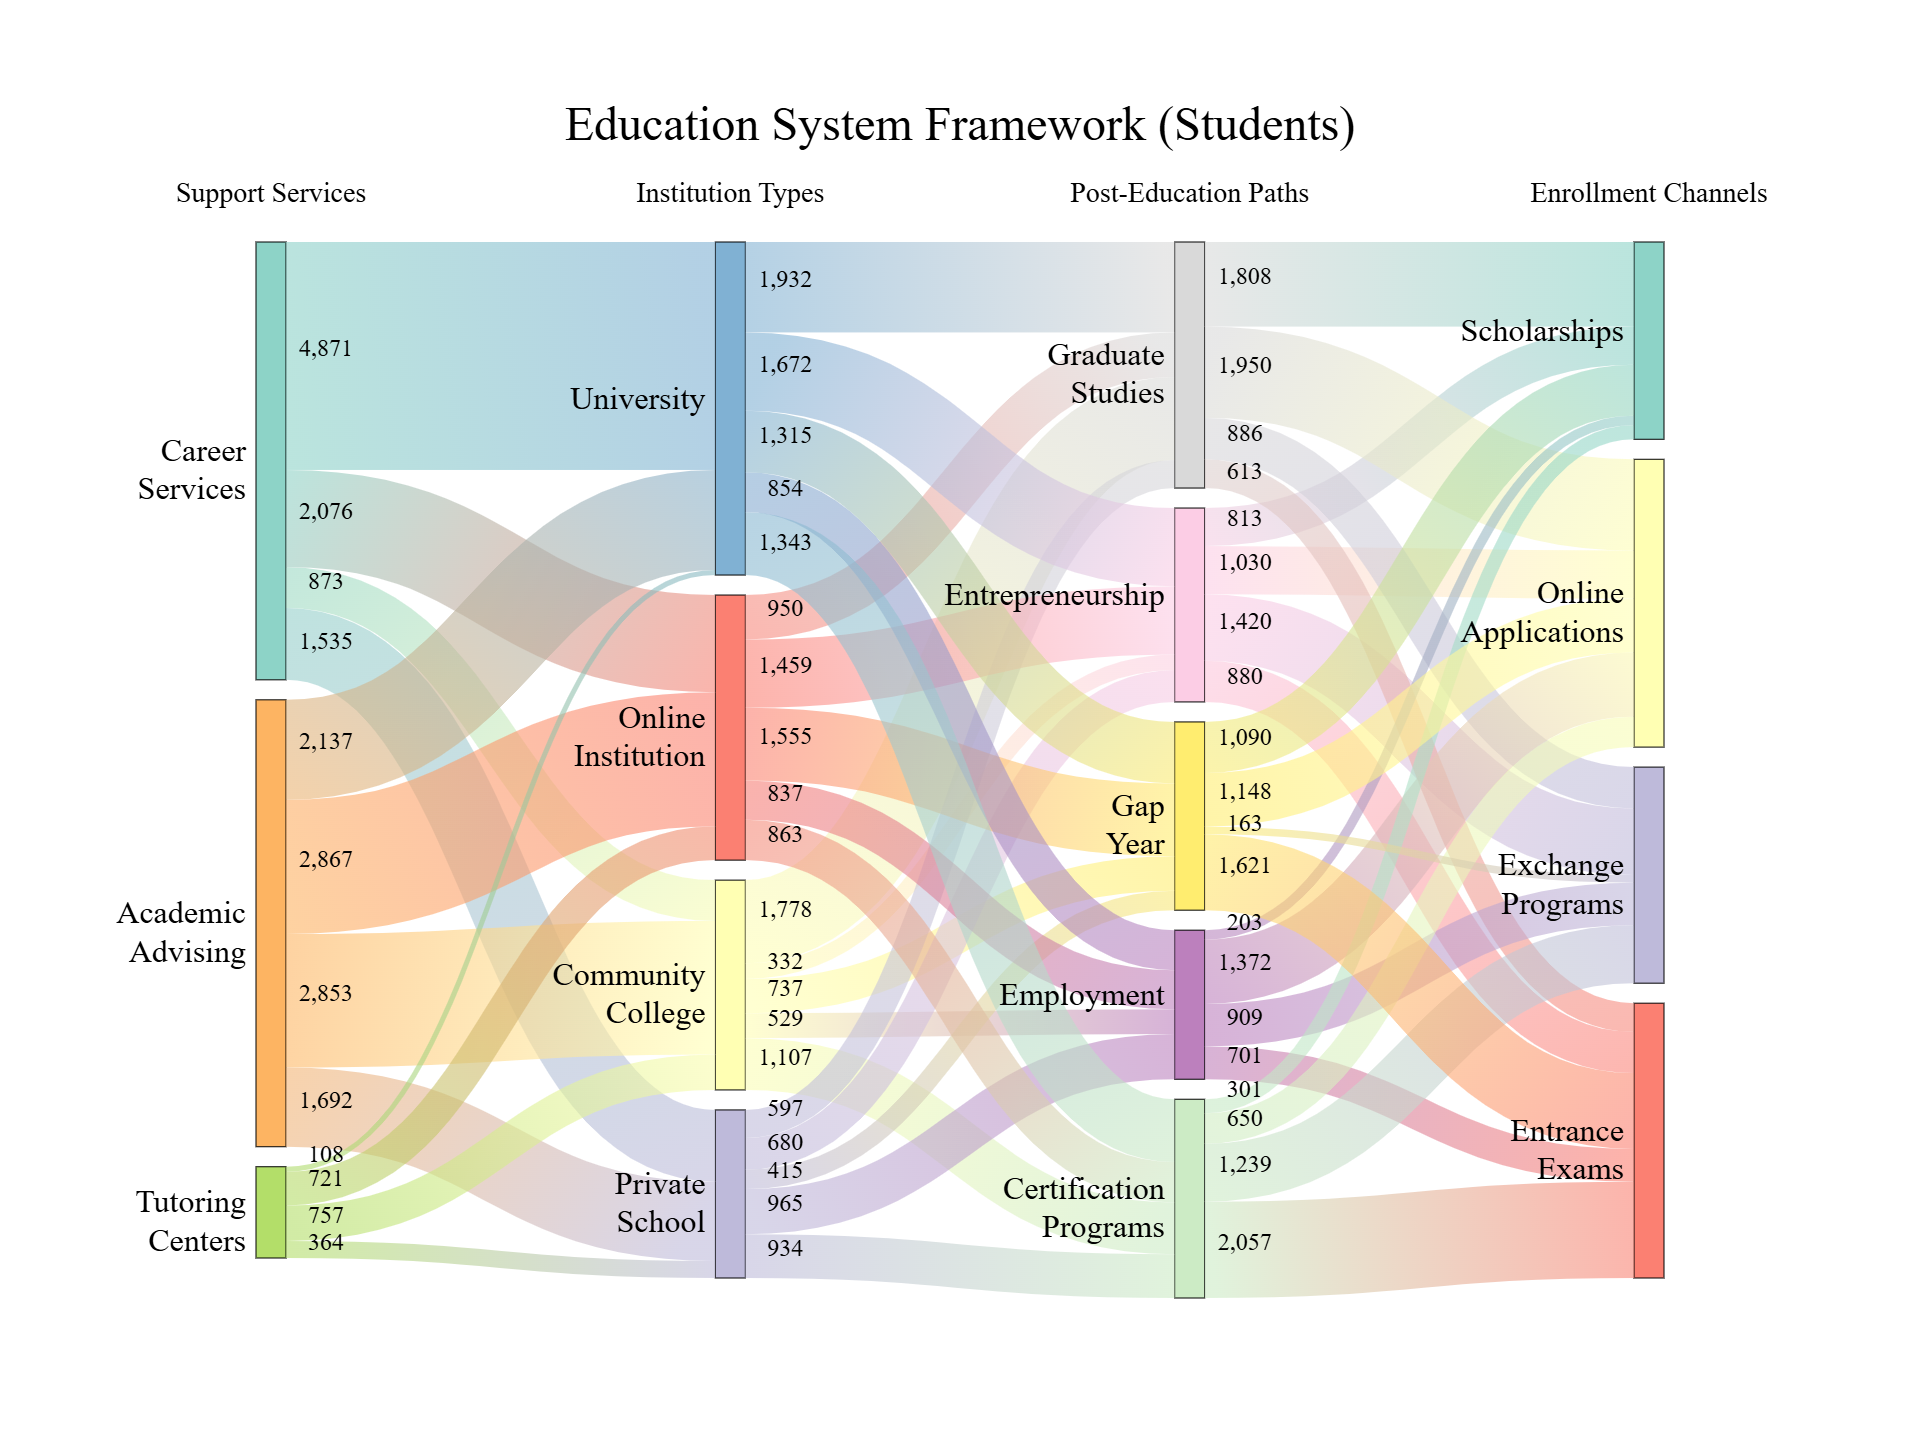 Education System Framework (Students)
Support Services
Institution Types
Post-Education Paths
Enrollment Channels
Career
Services
Academic
Advising
Tutoring
Centers
4,871
2,076
873
1,535
2,137
2,867
2,853
1,692
108
721
757
364
University
Online
Institution
Community
College
Private
School
1,932
1,672
1,315
854
1,343
950
1,459
1,555
837
863
1,778
332
737
529
1,107
597
680
415
965
934
Graduate
Studies
Entrepreneurship
Gap
Year
Employment
Certification
Programs
1,808
1,950
886
613
813
1,030
1,420
880
1,090
1,148
163
1,621
203
1,372
909
701
301
650
1,239
2,057
Scholarships
Online
Applications
Exchange
Programs
Entrance
Exams